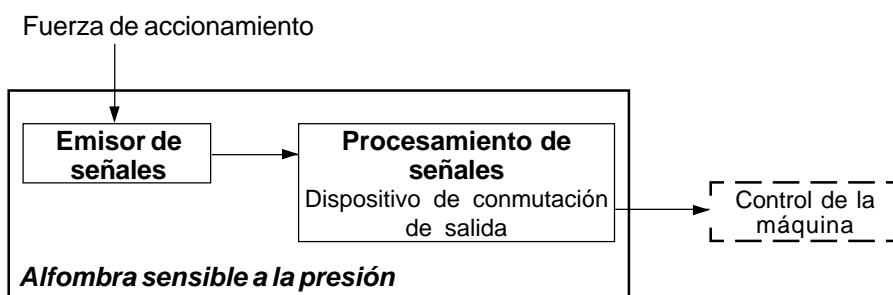 Fuerza de accionamiento
Emisor de
señales
Procesamiento de
señales
Dispositivo de conmutación
de salida
Control de la
máquina
Alfombra sensible a la presión